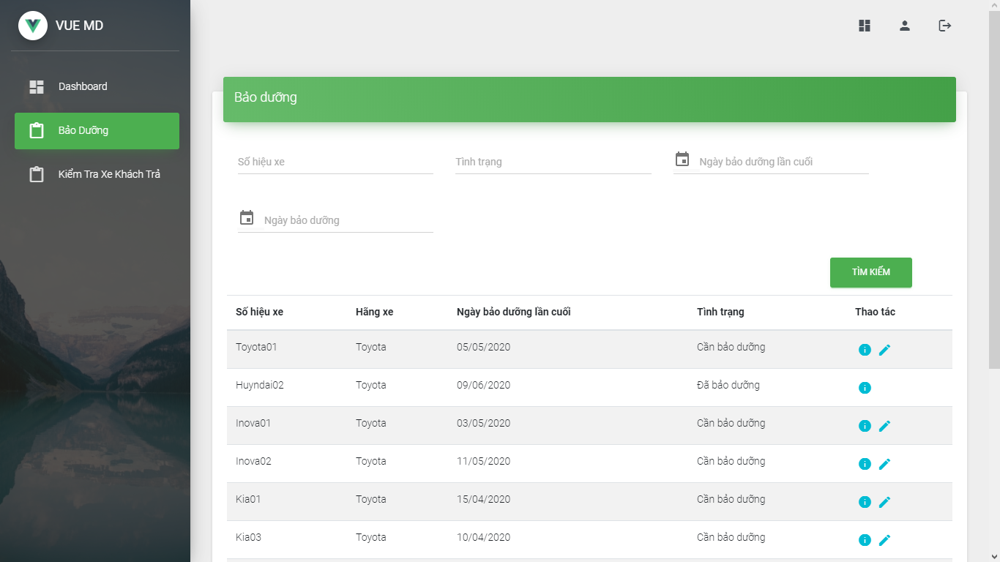 VUE MD
Dashboard
Bảo Dưỡng
Kiểm Tra Xe Khách Trả
Bảo dưỡng
Số hiệu xe Tình trạng Ngày bảo dưỡng lần cuối
Ngày bảo dưỡng
TÌM KIẾM
Số hiệu xe Hãng xe Ngày bảo dưỡng lần cuối Tình trạng Thao tác
Toyota01 Toyota 05/05/2020 Cần bảo dưỡng
Huyndai02 Toyota 09/06/2020 Đã bảo dưỡng
Inova01 Toyota 03/05/2020 Cần bảo dưỡng
Inova02 Toyota 11/05/2020 Cần bảo dưỡng
Kia01 Toyota 15/04/2020 Cần bảo dưỡng
Kia03 Toyota 10/04/2020 Cần bảo dưỡng